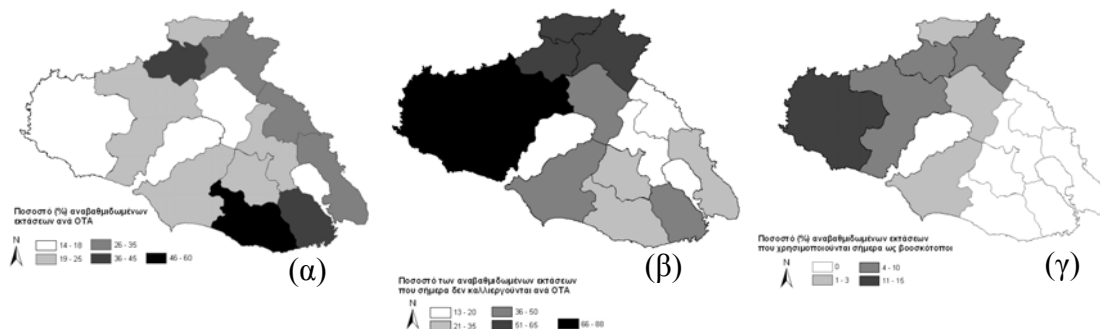 Ποσοστό (%) αναβαθμιδωμένων
εκτάσεων ανά ΟΤΑ
N
14 - 18
26 - 35
19 - 25
36 - 45
46 - 60
(α)
Ποσοστό των αναβαθμιδωμένων εκτάσεων
που σήμερα δεν καλλιεργούνται ανά ΟΤΑ
N
13 - 20
36 - 50
21 - 35
51 - 65
66 - 88
(β)
Ποσοστό (%) αναβαθμιδωμένων εκτάσεων
που χρησιμοποιούνται σήμερα ως βοοσκότοποι
N
0
4 - 10
1 - 3
11 - 15
(γ)